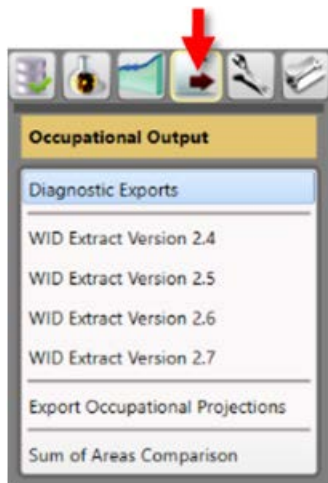 Occupational Output
Diagnostic Exports
WID Extract Version 2.4
WID Extract Version 2.5
WID Extract Version 2.6
WID Extract Version 2.7
Export Occupational Projections
Sum of Areas Comparison